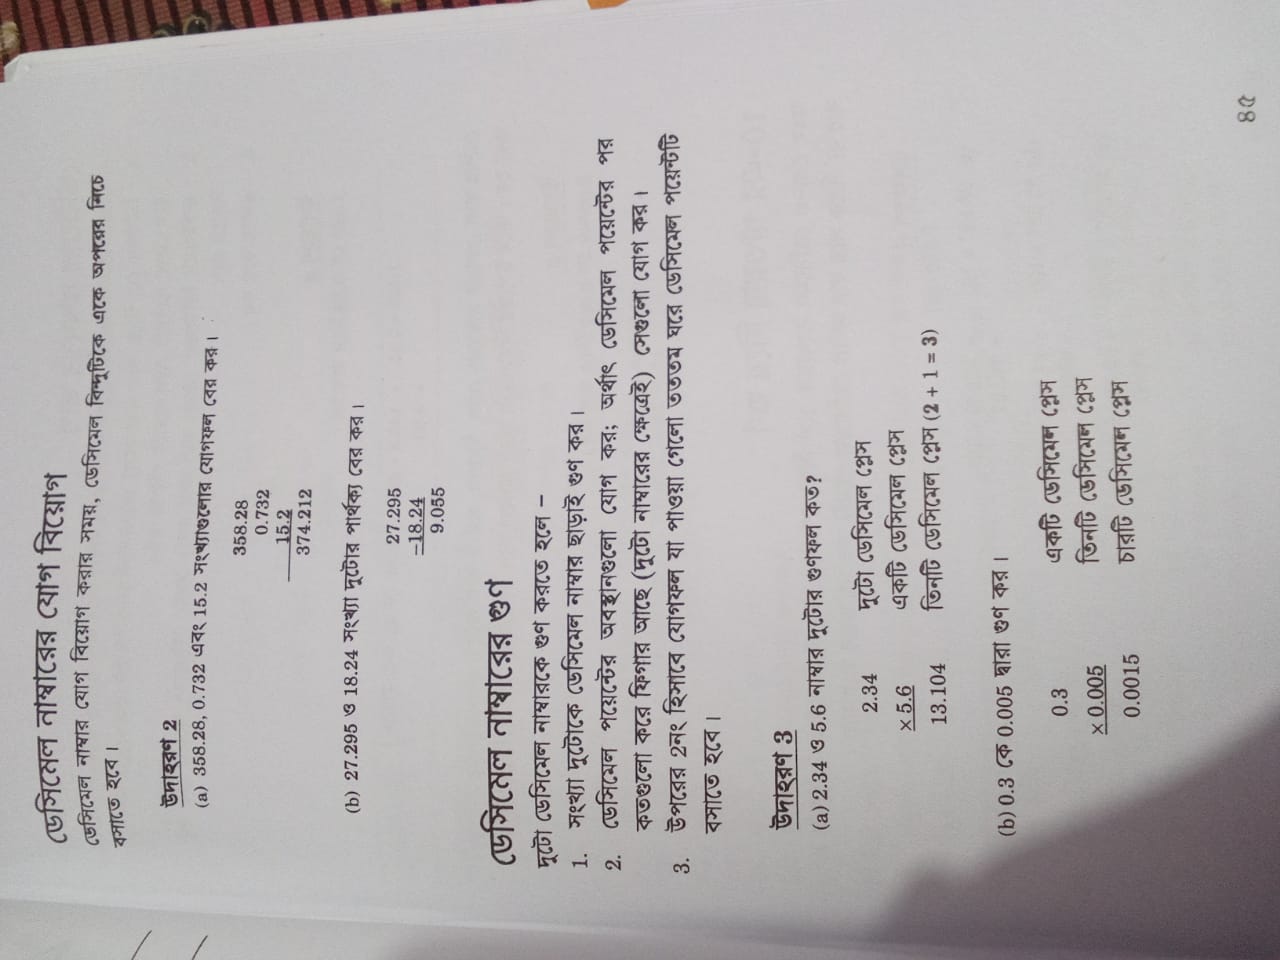 ডেসিমেল নাম্বারের যোগ বিয়োগ
ডেসিমেল নাম্বার যোগ বিয়োগ করার সময়, ডেসিমেল বিন্দুটিকে একে অপরের নিচে
বসাতে হবে।
উদাহরণ 2
(a) 358.28, 0.732 এবং 15.2 সংখ্যাগুলোর যোগফল বের কর।
358.28
0.732
15.2
374.212
(b) 27.295 ও 18.24 সংখ্যা দুটোর পার্থক্য বের কর।
27.295
–18.24
9.055
ডেসিমেল নাম্বারের গুণ
দুটো ডেসিমেল নাম্বারকে গুণ করতে হলে –
1. সংখ্যা দুটোকে ডেসিমেল নাম্বার ছাড়াই গুণ কর।
2. ডেসিমেল পয়েন্টের অবস্থানগুলো যোগ কর; অর্থাৎ ডেসিমেল পয়েন্টের পর
কতগুলো করে ফিগার আছে (দুটো নাম্বারের ক্ষেত্রেই) সেগুলো যোগ কর।
3. উপরের 2নং হিসাবে যোগফল যা পাওয়া গেলো তততম ঘরে ডেসিমেল পয়েন্টটি
বসাতে হবে।
উদাহরণ 3
(a) 2.34 ও 5.6 নাম্বার দুটোর গুণফল কত?
2.34 দুটো ডেসিমেল প্লেস
× 5.6 একটি ডেসিমেল প্লেস
13.104 তিনটি ডেসিমেল প্লেস (2 + 1 = 3)
(b) 0.3 কে 0.005 দ্বারা গুণ কর।
0.3 একটি ডেসিমেল প্লেস
× 0.005 তিনটি ডেসিমেল প্লেস
0.0015 চারটি ডেসিমেল প্লেস
৪৫